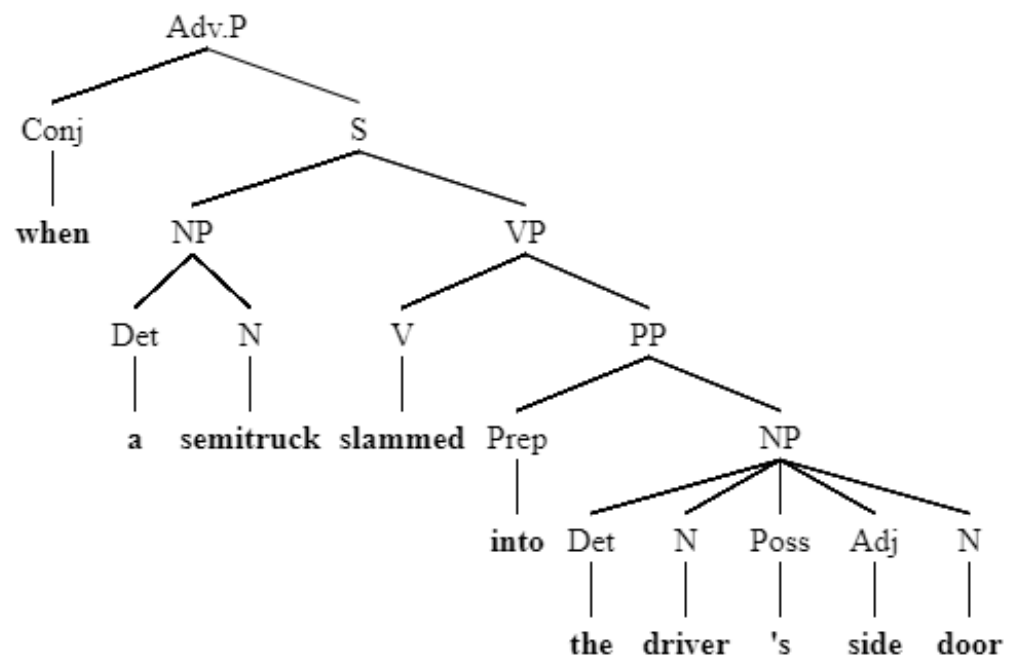 Adv.P
Conj S
when NP VP
Det N V PP
a semitruck slammed Prep NP
into Det N Poss Adj N
the driver 's side door